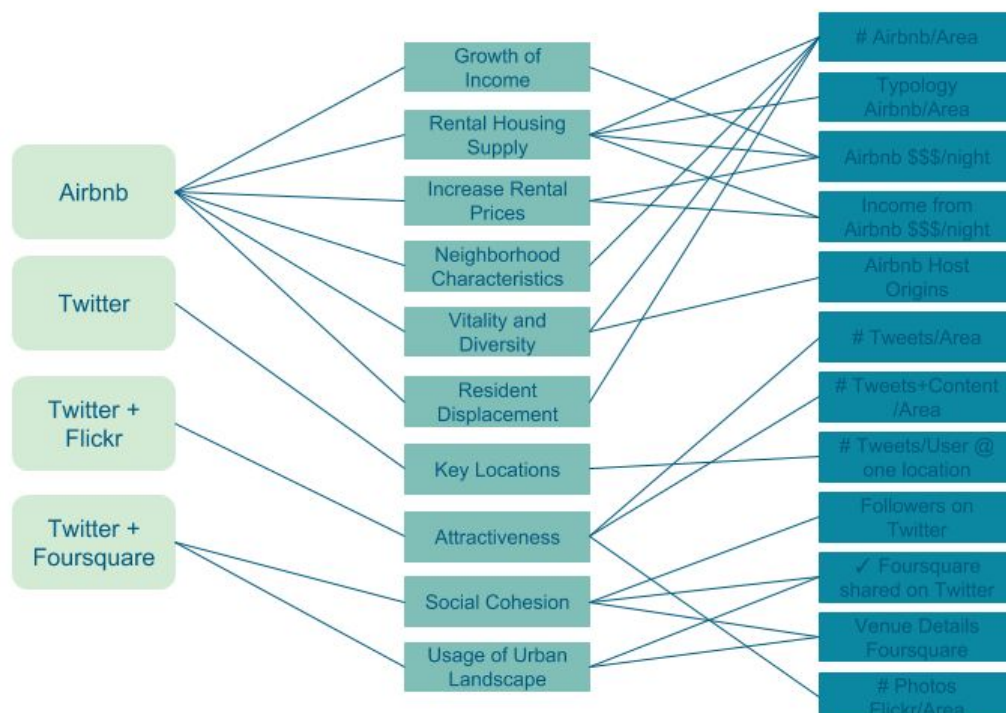 Airbnb
Twitter
Twitter +
Flickr
Twitter +
Foursquare
Growth of
Income
Rental Housing
Supply
Increase Rental
Prices
Neighborhood
Characteristics
Vitality and
Diversity
Resident
Displacement
Key Locations
Attractiveness
Social Cohesion
Usage of Urban
Landscape
# Airbnb/Area
Typology
Airbnb/Area
Airbnb $$$/night
Income from
Airbnb $$$/night
Airbnb Host
Origins
# Tweets/Area
# Tweets+Content
/Area
# Tweets/User @
one location
Followers on
Twitter
✓ Foursquare
shared on Twitter
Venue Details
Foursquare
# Photos
Flickr/Area